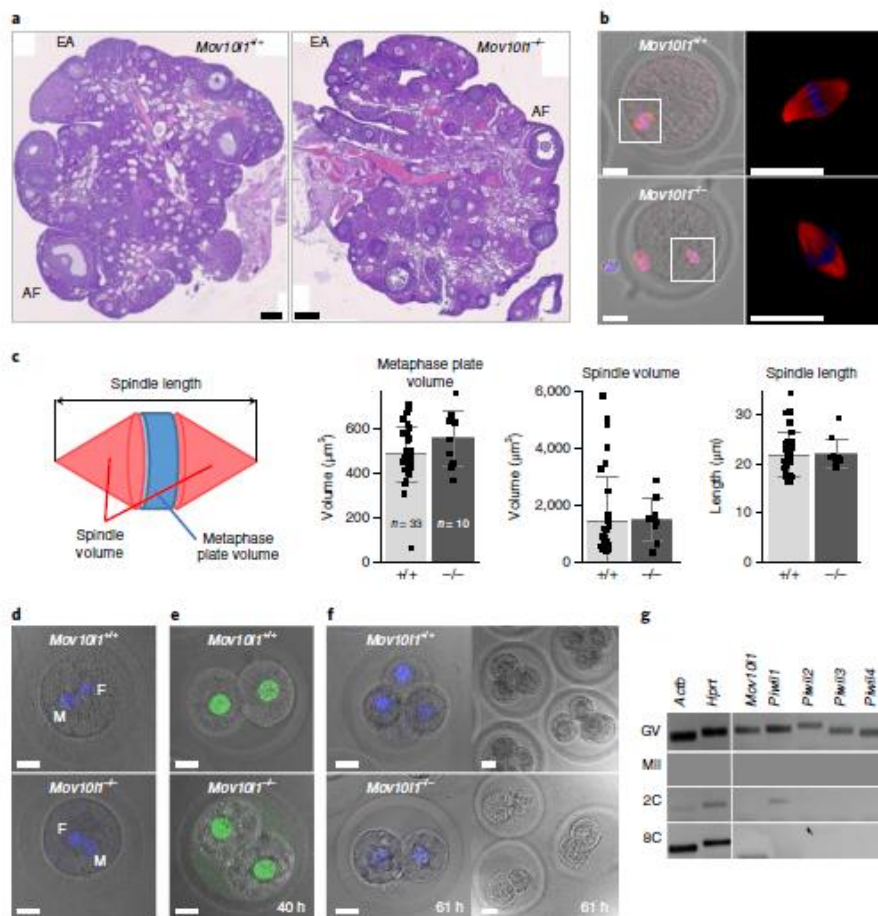 a
EA
Mov10l1+/+
AF
EA
Mov10l1–/–
AF
b
Mov10l1+/+
Mov10l1–/–
c
Spindle length
Spindle volume
Metaphase plate volume
Metaphase plate
volume
Volume (μm³)
600
400
200
0
n = 33
n = 10
+/+
–/–
Spindle volume
Volume (μm³)
6,000
4,000
2,000
0
+/+
–/–
Spindle length
Length (μm)
30
20
10
0
+/+
–/–
d
Mov10l1+/+
F
M
Mov10l1–/–
F
M
e
Mov10l1+/+
Mov10l1–/–
40 h
f
Mov10l1+/+
Mov10l1–/–
61 h
61 h
g
Actb
Hprt
Mov10l1
Piwil1
Piwil2
Piwil3
Piwil4
GV
MII
2C
8C